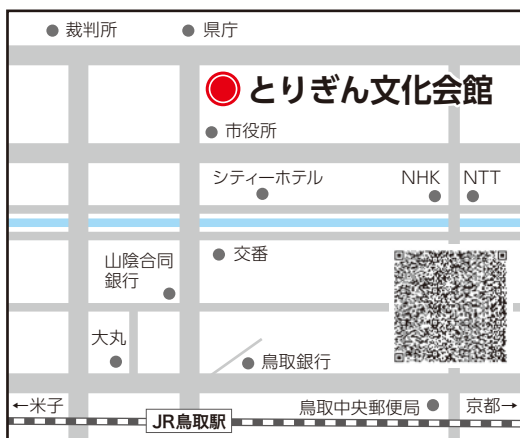 裁判所
県庁
とりぎん文化会館
市役所
シティーホテル
NHK
NTT
交番
山陰合同
銀行
大丸
鳥取銀行
←米子
鳥取中央郵便局
京都→
JR鳥取駅